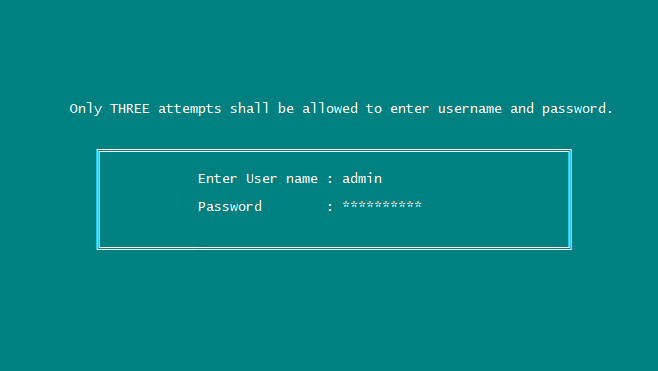 Only THREE attempts shall be allowed to enter username and password.
Enter User name : admin
Password : **********